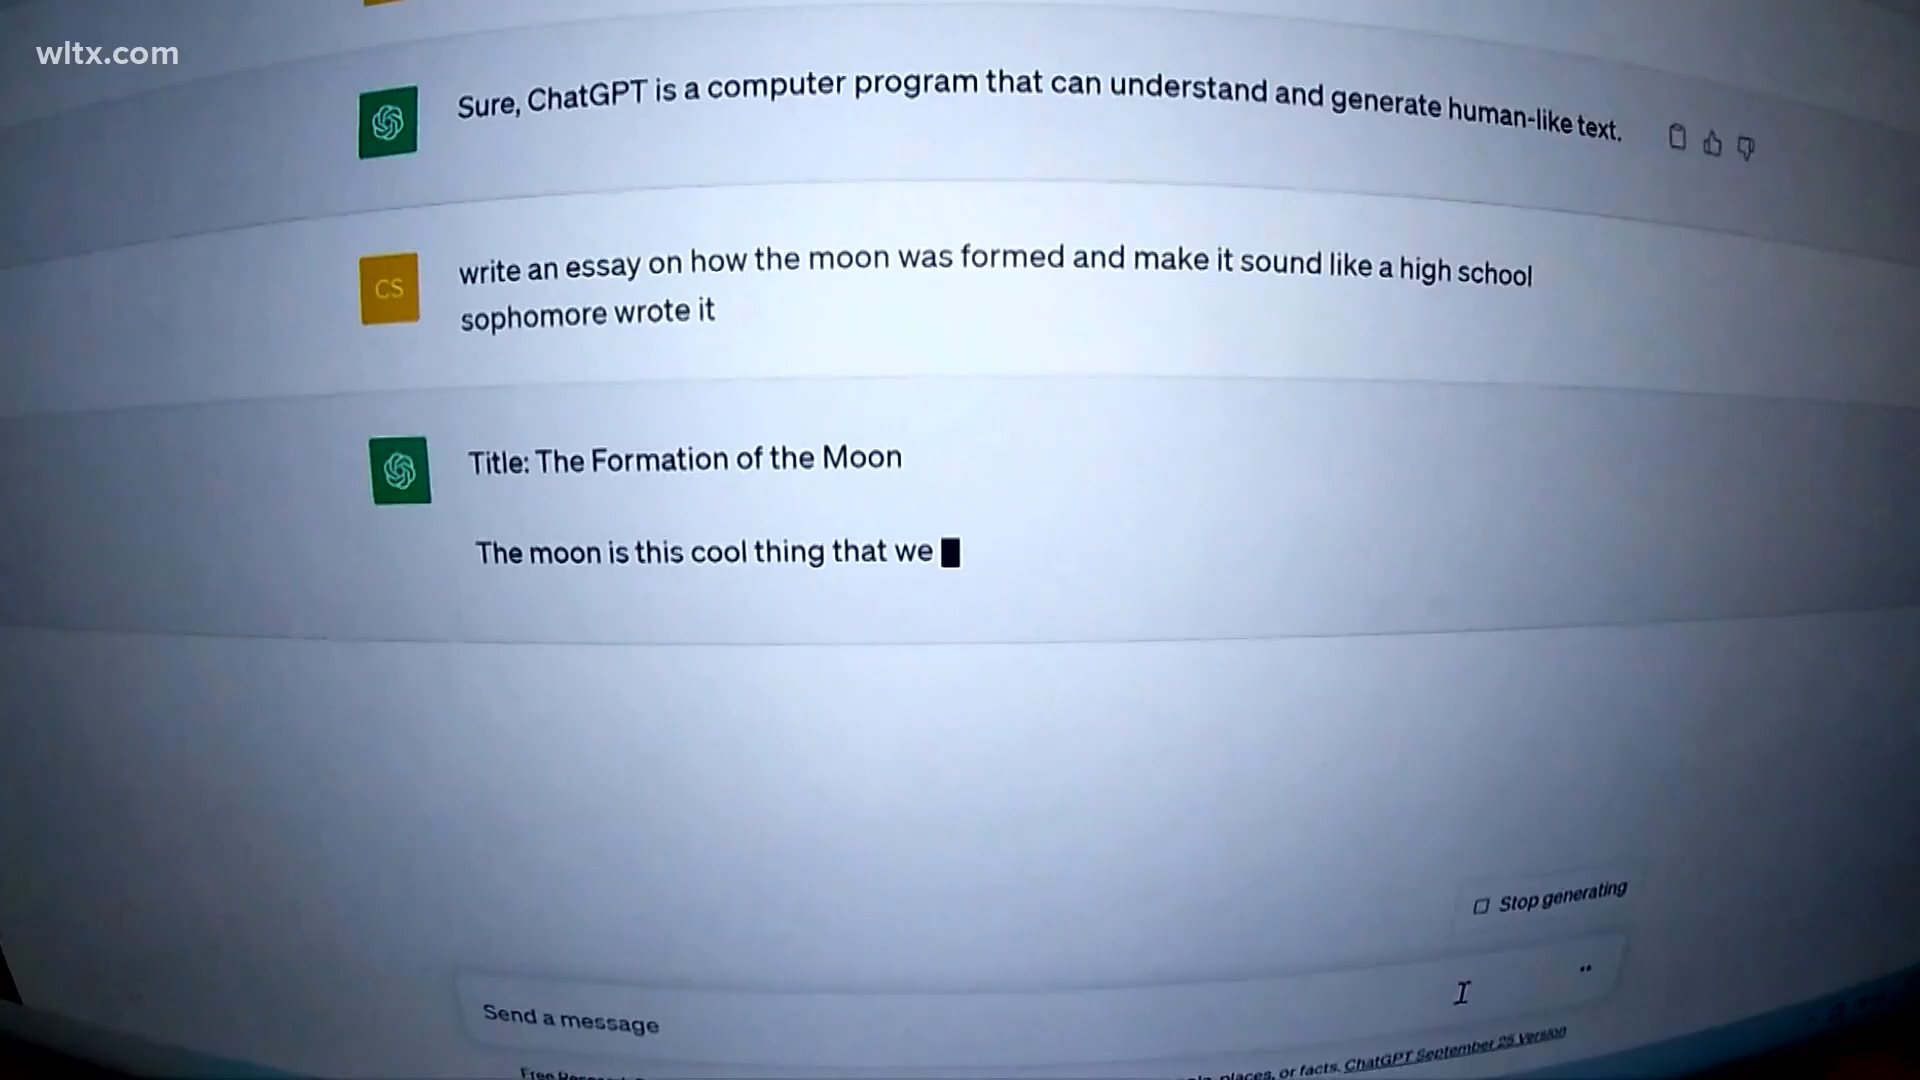 wltx.com
Sure, ChatGPT is a computer program that can understand and generate human-like text.
CS
write an essay on how the moon was formed and make it sound like a high school
sophomore wrote it
Title: The Formation of the Moon
The moon is this cool thing that we
Stop generating
Send a message
Free
places, or facts. ChatGPT September 25 Version